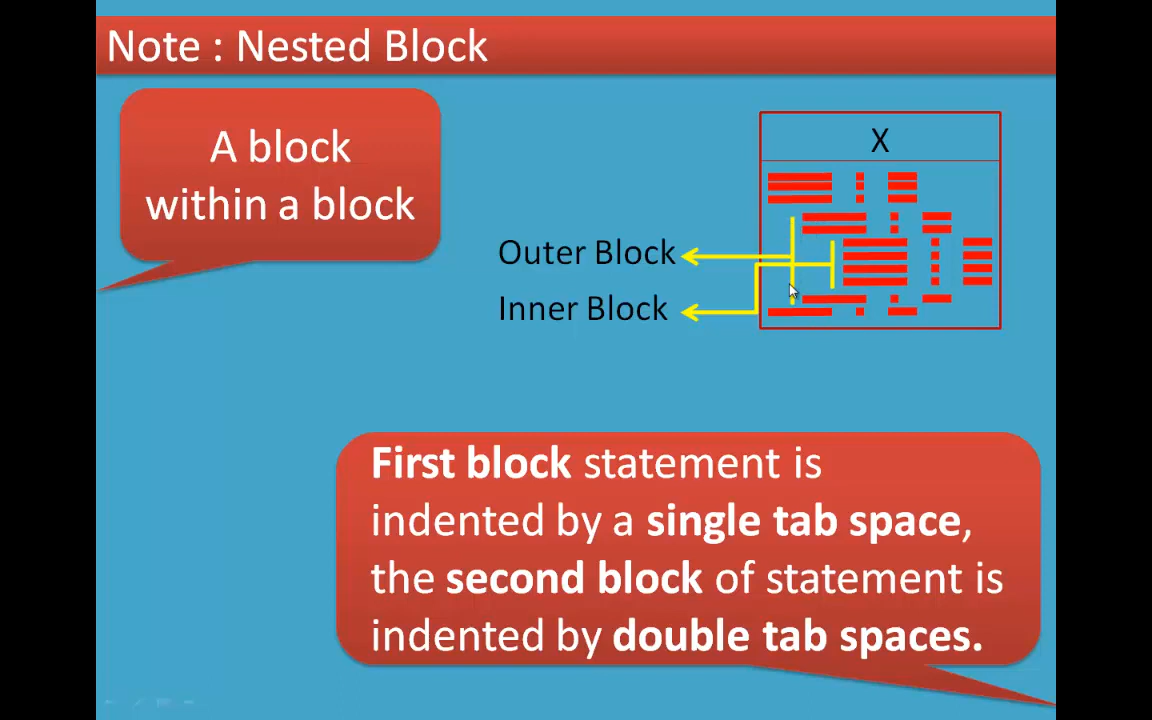 Note : Nested Block
A block
within a block
X
Outer Block
Inner Block
First block statement is
indented by a single tab space,
the second block of statement is
indented by double tab spaces.